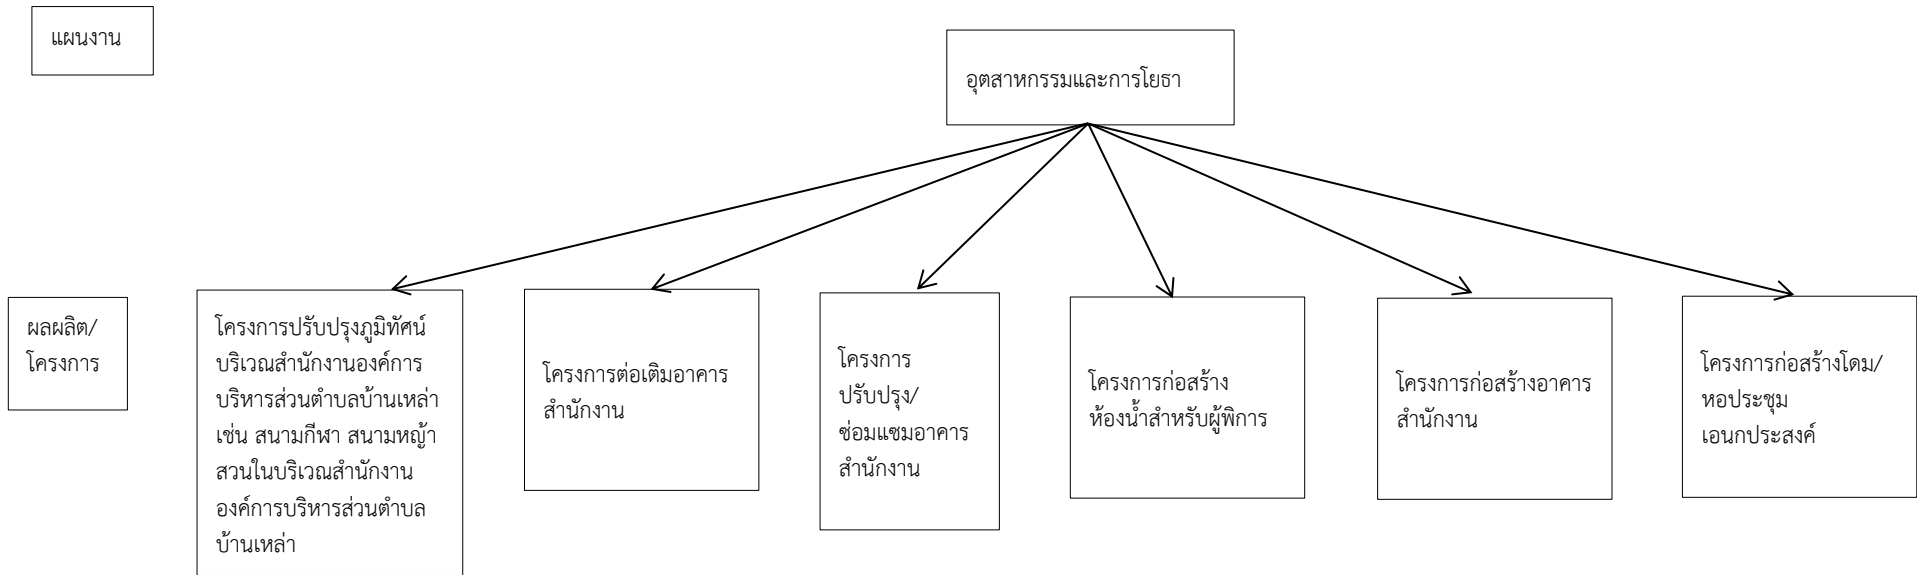 แผนงาน
อุตสาหกรรมและการโยธา
ผลผลิต/
โครงการ
โครงการปรับปรุงภูมิทัศน์
บริเวณสำนักงานองค์การ
บริหารส่วนตำบลบ้านเหล่า
เช่น สนามกีฬา สนามหญ้า
สวนในบริเวณสำนักงาน
องค์การบริหารส่วนตำบล
บ้านเหล่า
โครงการต่อเติมอาคาร
สำนักงาน
โครงการ
ปรับปรุง/
ซ่อมแซมอาคาร
สำนักงาน
โครงการก่อสร้าง
ห้องน้ำสำหรับผู้พิการ
โครงการก่อสร้างอาคาร
สำนักงาน
โครงการก่อสร้างโดม/
หอประชุม
เอนกประสงค์